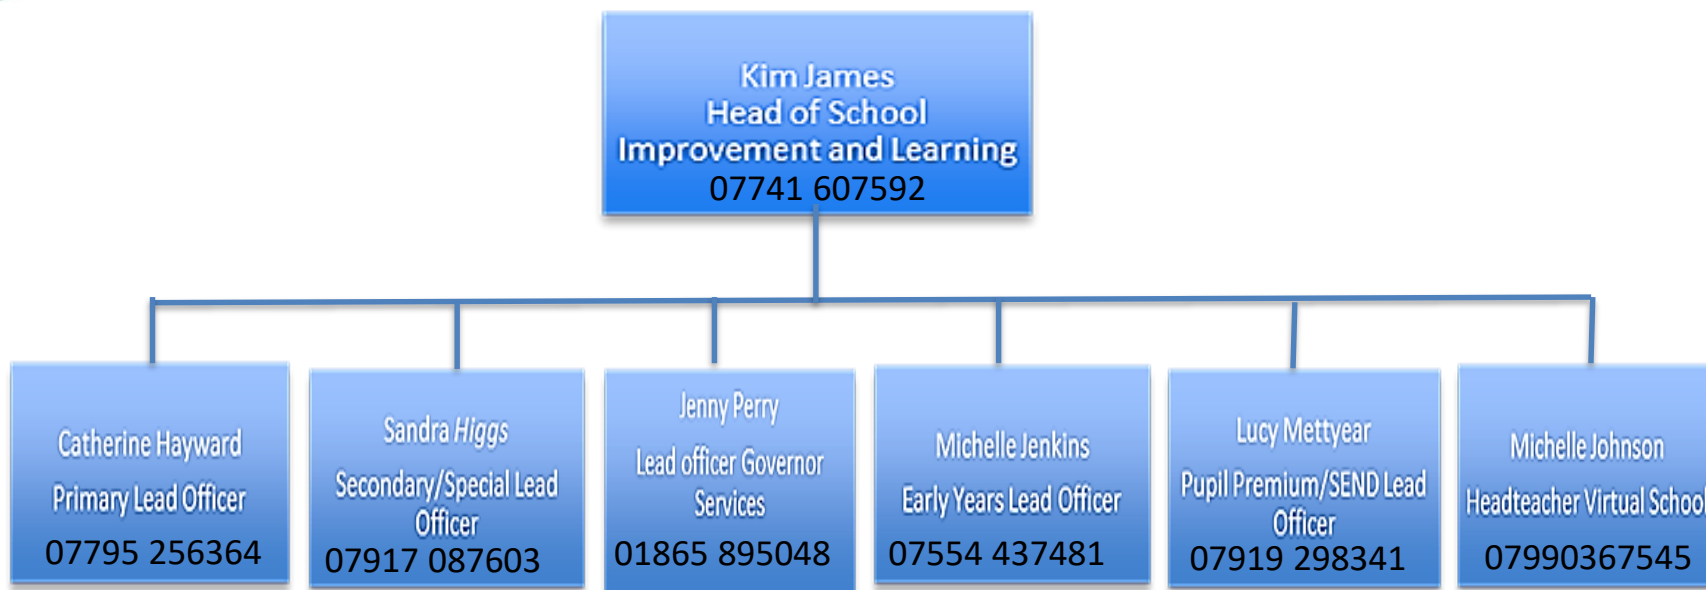 Kim James
Head of School
Improvement and Learning
07741 607592
Catherine Hayward
Primary Lead Officer
07795 256364
Sandra Higgs
Secondary/Special Lead
Officer
07917 087603
Jenny Perry
Lead officer Governor
Services
01865 895048
Michelle Jenkins
Early Years Lead Officer
07554 437481
Lucy Mettyear
Pupil Premium/SEND Lead
Officer
07919 298341
Michelle Johnson
Headteacher Virtual School
07990367545